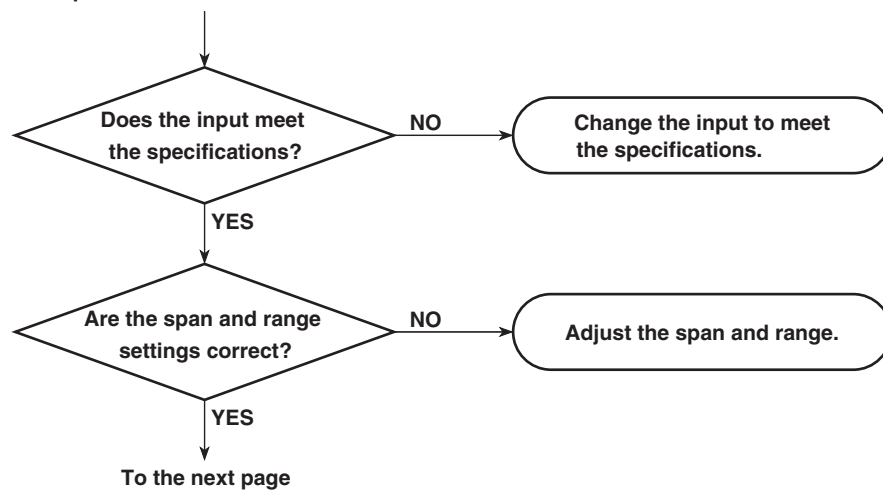 Does the input meet
the specifications?
NO
Change the input to meet
the specifications.
YES
Are the span and range
settings correct?
NO
Adjust the span and range.
YES
To the next page